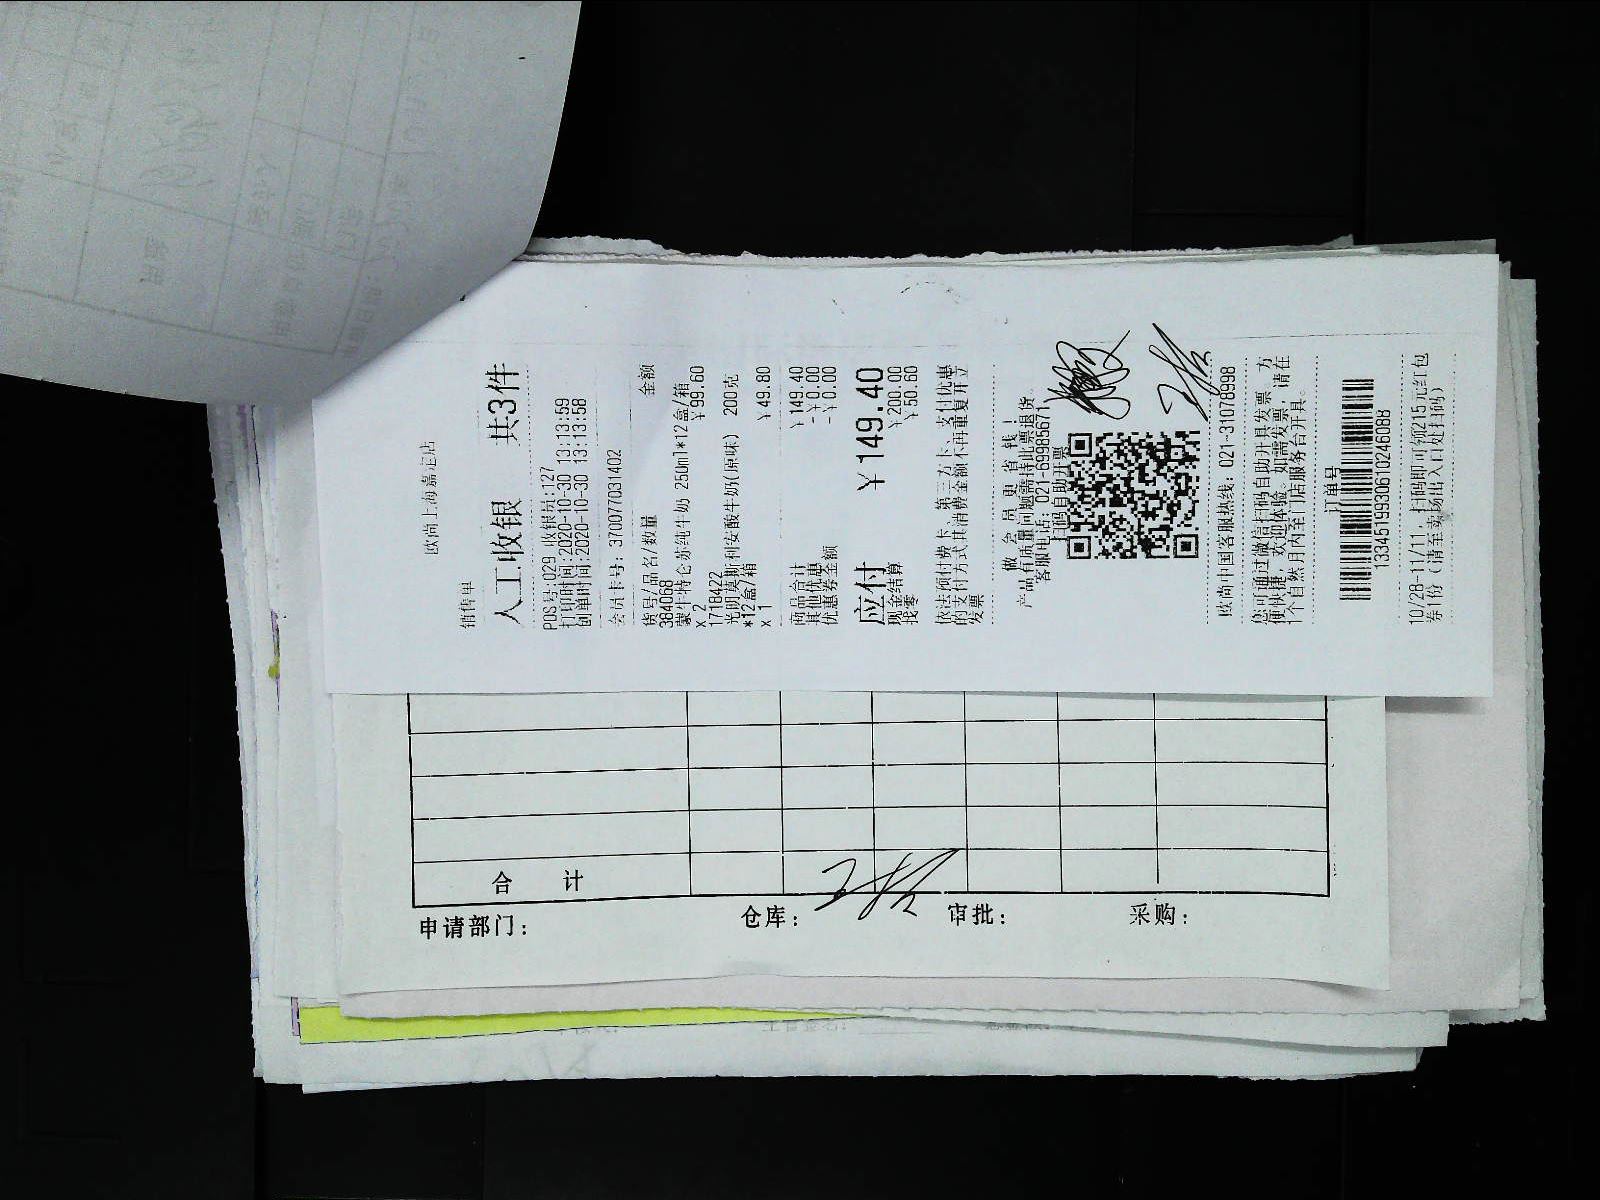 欧尚上海嘉定店
销售单
人工收银 共3件
POS号:029 收银员:127
打印时间:2020-10-30 13:13:59
创单时间:2020-10-30 13:13:58
会员卡号: 3700777031402
货号/品名/数量 金额
384068
蒙牛特仑苏纯牛奶 250ml*12盒/箱
x 2 ￥99.60
1718422
光明莫斯利安酸牛奶(原味) 200克
*12盒/箱
x 1 ￥49.80
商品合计 ￥149.40
其他优惠 -￥0.00
优惠券金额 -￥0.00
应付 ￥149.40
现金结算 ￥200.00
找零 ￥50.60
依法预付费卡、第三方卡、支付优惠
的支付方式其消费金额不再重复开立
发票
做会员更省钱！
产品有质量问题需持此票退货
客服电话: 021-69985671
扫码自助开票
欧尚中国客服热线: 021-31078998
您可通过微信扫码自助开具发票，方
便快捷，欢迎体验。如需发票，请在
1个自然月内至门店服务台开具。
订单号
1334519930610246088
10/28-11/11, 扫码即可领215元红包
券1份（请至卖场出入口处扫码）
合 计
申请部门： 仓库： 审批： 采购：